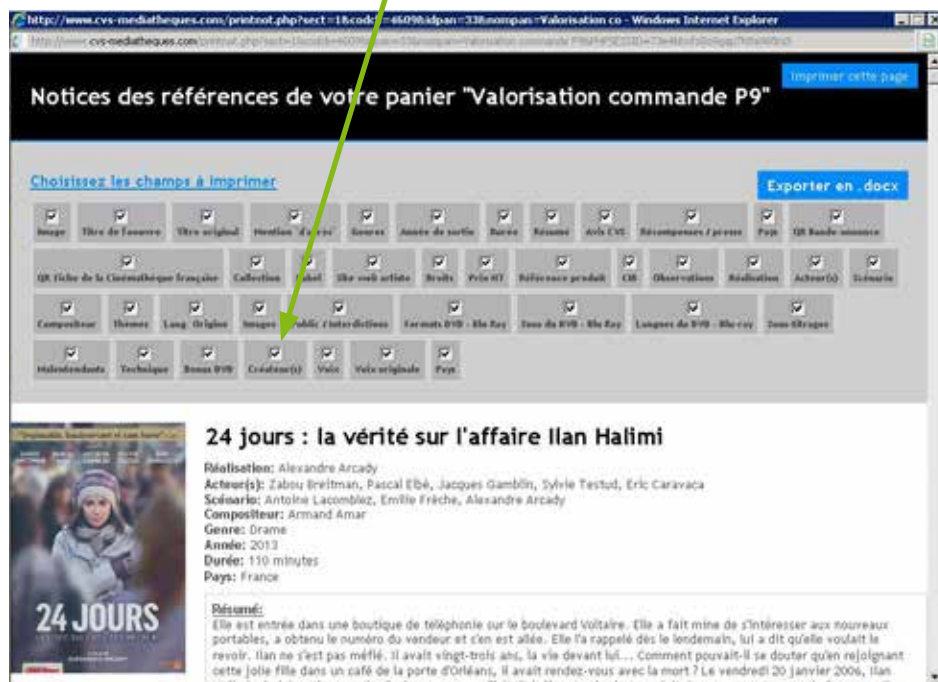 http://www.cvs-mediatheques.com/printnot.php?sect=1&codcli=4609&idpan=33&nompan=Valorisation co - Windows Internet Explorer
Imprimer cette page
Notices des références de votre panier "Valorisation commande P9"
Choisissez les champs à imprimer
Exporter en .docx
Image Titre de l'oeuvre Titre original Mention "d'après" Genres Année de sortie Durée Résumé Avis CVS Récompenses / presse Pays QR Bande annonce
QR Fiche de la Cinémathèque française Collection Label Site web artiste Droits Prix HT Référence produit CIB Observations Réalisation Acteur(s) Scénario
Compositeur Thèmes Lang. Origine Images Public / Interdictions Formats DVD - Blu Ray Zone du DVD - Blu Ray Langues du DVD - Blu-ray Sous-titrages
Malentendants Technique Bonus DVD Créateur(s) Voix Voix originale Pays
24 jours : la vérité sur l'affaire Ilan Halimi
Réalisation: Alexandre Arcady
Acteur(s): Zabou Breitman, Pascal Elbé, Jacques Gamblin, Sylvie Testud, Eric Caravaca
Scénario: Antoine Lacomblez, Emilie Frèche, Alexandre Arcady
Compositeur: Armand Amar
Genre: Drame
Année: 2013
Durée: 110 minutes
Pays: France
24 JOURS
Résumé:
Elle est entrée dans une boutique de téléphonie sur le boulevard Voltaire. Elle a fait mine de s'intéresser aux nouveaux
portables, a obtenu le numéro du vendeur et s'en est allée. Elle l'a rappelé dès le lendemain, lui a dit qu'elle voulait le
revoir. Ilan ne s'est pas méfié. Il avait vingt-trois ans, la vie devant lui... Comment pouvait-il se douter qu'en rejoignant
cette jolie fille dans un café de la porte d'Orléans, il avait rendez-vous avec la mort ? Le vendredi 20 janvier 2006, Ilan